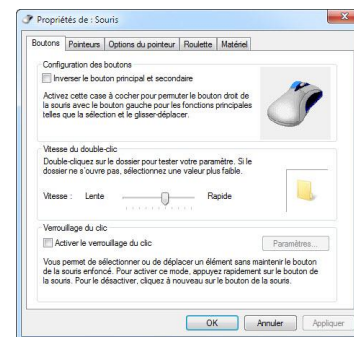 Propriétés de : Souris
Boutons Pointeurs Options du pointeur Roulette Matériel
Configuration des boutons
Inverser le bouton principal et secondaire
Activez cette case à cocher pour permuter le bouton droit de
la souris avec le bouton gauche pour les fonctions principales
telles que la sélection et le glisser-déplacer.
Vitesse du double-clic
Double-cliquez sur le dossier pour tester votre paramètre. Si le
dossier ne s'ouvre pas, sélectionnez une valeur plus faible.
Vitesse : Lente Rapide
Verrouillage du clic
Activer le verrouillage du clic Paramètres...
Vous permet de sélectionner ou de déplacer un élément sans maintenir le bouton
de la souris enfoncé. Pour activer ce mode, appuyez rapidement sur le bouton de
la souris. Pour le désactiver, cliquez à nouveau sur le bouton de la souris.
OK Annuler Appliquer